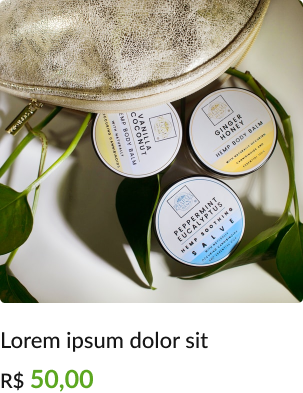 VANILLA
COCONUT
HEMP BODY BALM
GINGER
HONEY
HEMP BODY BALM
PEPPERMINT
EUCALYPTUS
HEMP SOOTHING
SALVE
Lorem ipsum dolor sit
R$ 50,00